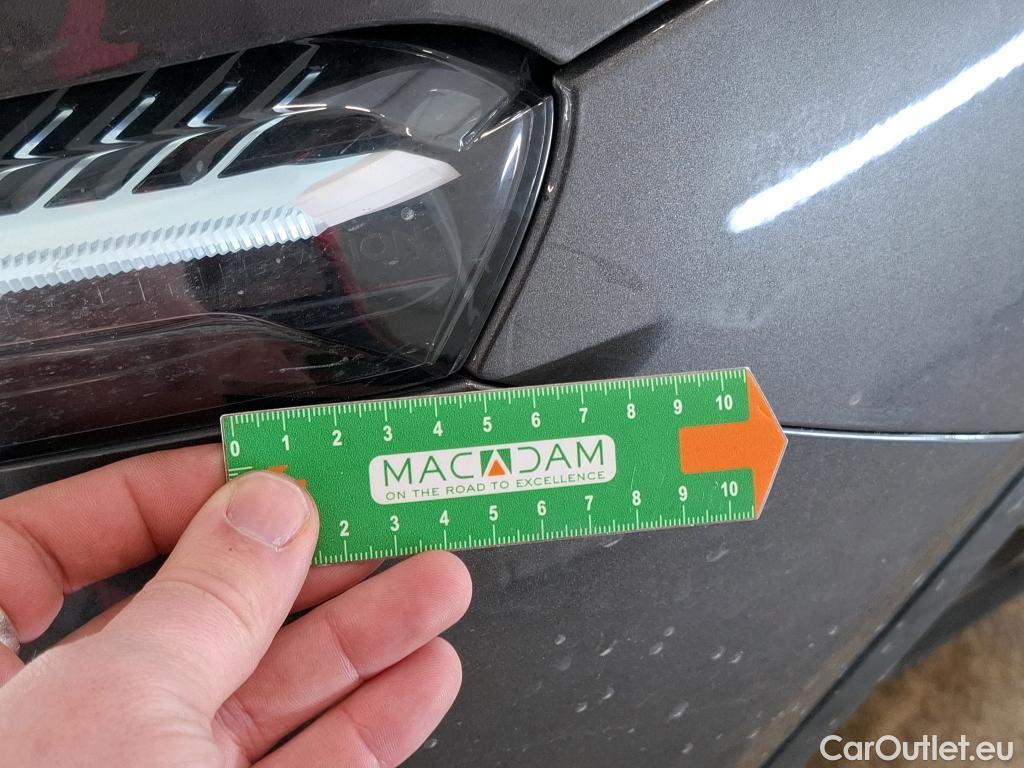 0 1 2 3 4 5 6 7 8 9 10
MACADAM
ON THE ROAD TO EXCELLENCE
2 3 4 5 6 7 8 9 10
CarOutlet.eu